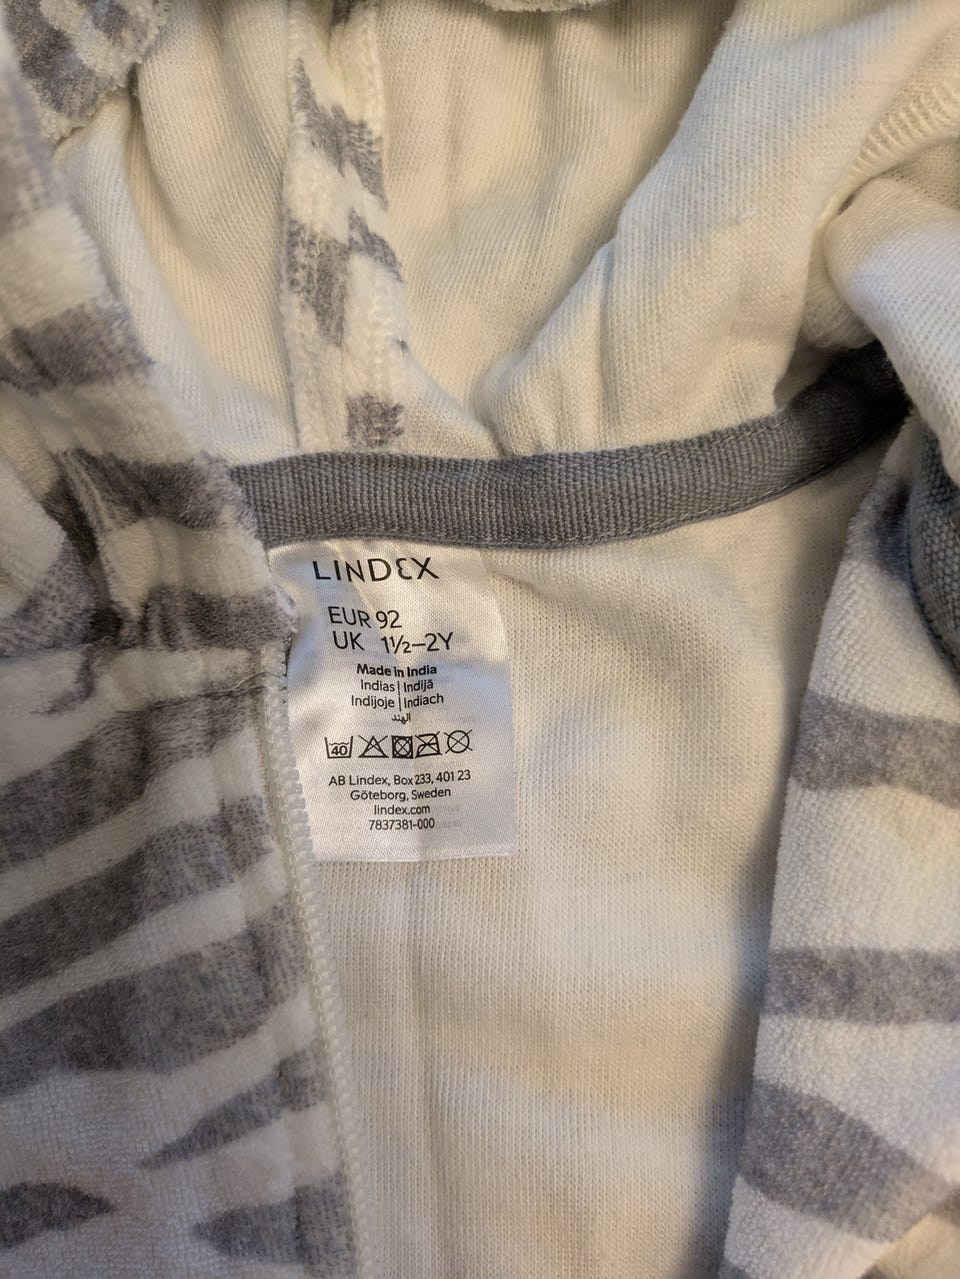 LINDEX
EUR 92
UK 1½–2Y
Made in India
Indias | Indijā
Indijoje | Indiach
الهند
40
AB Lindex, Box 233, 401 23
Göteborg, Sweden
lindex.com
7837381-000